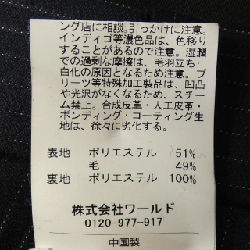 ング店に相談。引っかけに注意。
インディゴ等濃色品は、色移り
することがあるので注意。湿潤
での過剰な摩擦は、毛羽立ち・
白化の原因となるため注意。プ
リーツ等特殊加工製品は、凹凸
や光沢がなくなるため、スチー
ム禁止。合成皮革・人工皮革・
ボンディング・コーティング生
地は、徐々に劣化する。
表地 ポリエステル 51%
毛 49%
裏地 ポリエステル 100%
株式会社ワールド
0120-977-917
中国製